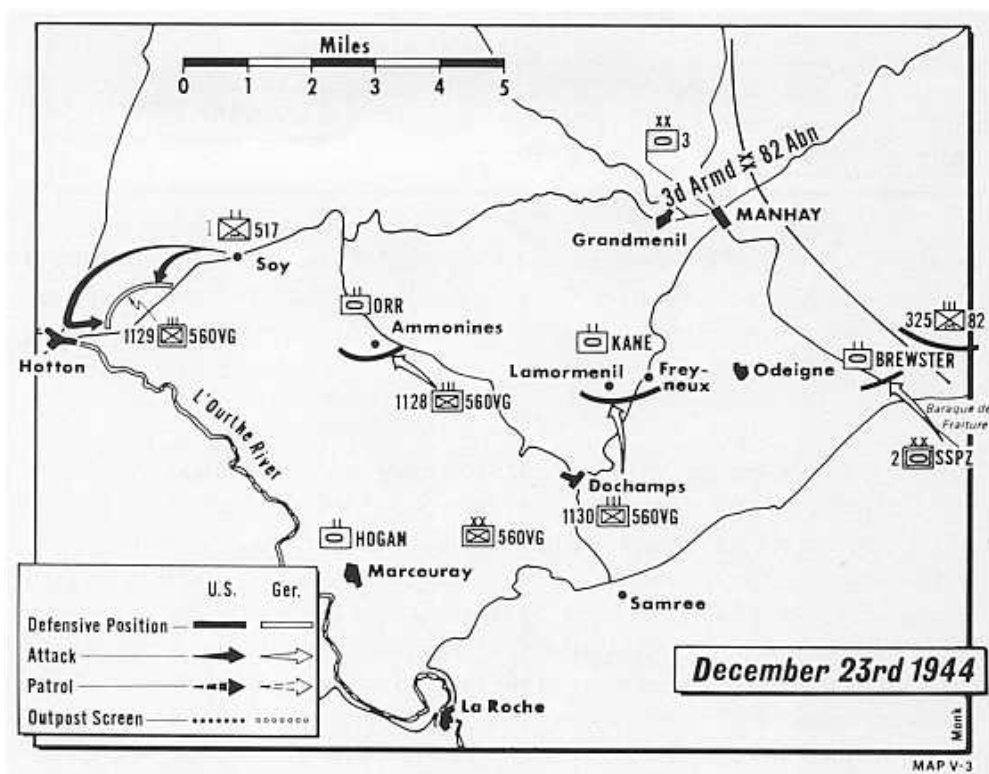 Miles
0 1 2 3 4 5
XX
3
3d Armd XX 82 Abn
MANHAY
Grandmenil
1 517
Soy
1129 560VG
Hotton
ORR
Ammonines
1128 560VG
KANE
Lamormenil
Frey-
neux
Odeigne
325 82
BREWSTER
Baraque de
Fraiture
XX
2 SSPZ
L'Ourthe River
Dochamps
1130 560VG
HOGAN
XX
560VG
Marcouray
Samree
La Roche
U.S. Ger.
Defensive Position
Attack
Patrol
Outpost Screen
December 23rd 1944
Monk
MAP V-3